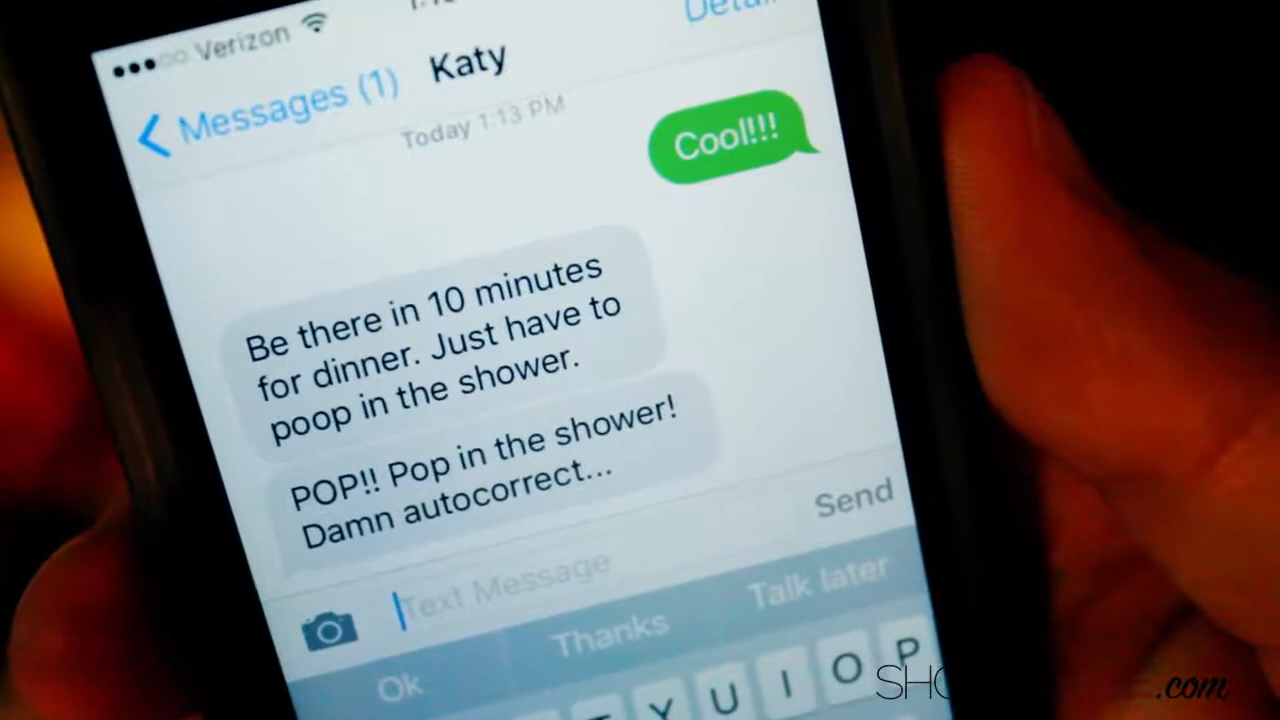 Verizon
Messages (1)
Katy
Today 1:13 PM
Cool!!!
Be there in 10 minutes
for dinner. Just have to
poop in the shower.
POP!! Pop in the shower!
Damn autocorrect...
Text Message
Send
Ok
Thanks
Talk later
Y U I O P
.com